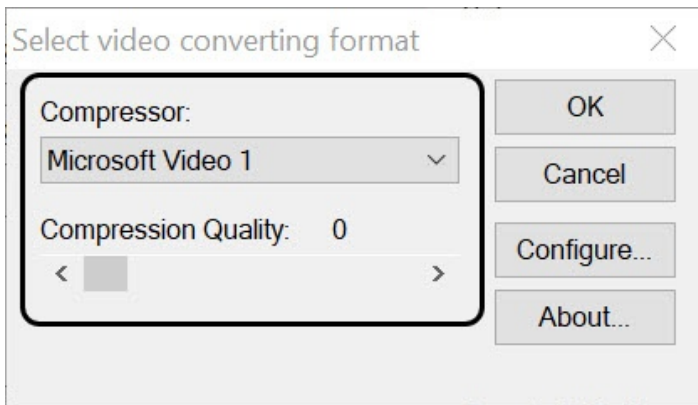 Select video converting format
Compressor:
Microsoft Video 1
Compression Quality: 0
OK
Cancel
Configure...
About...